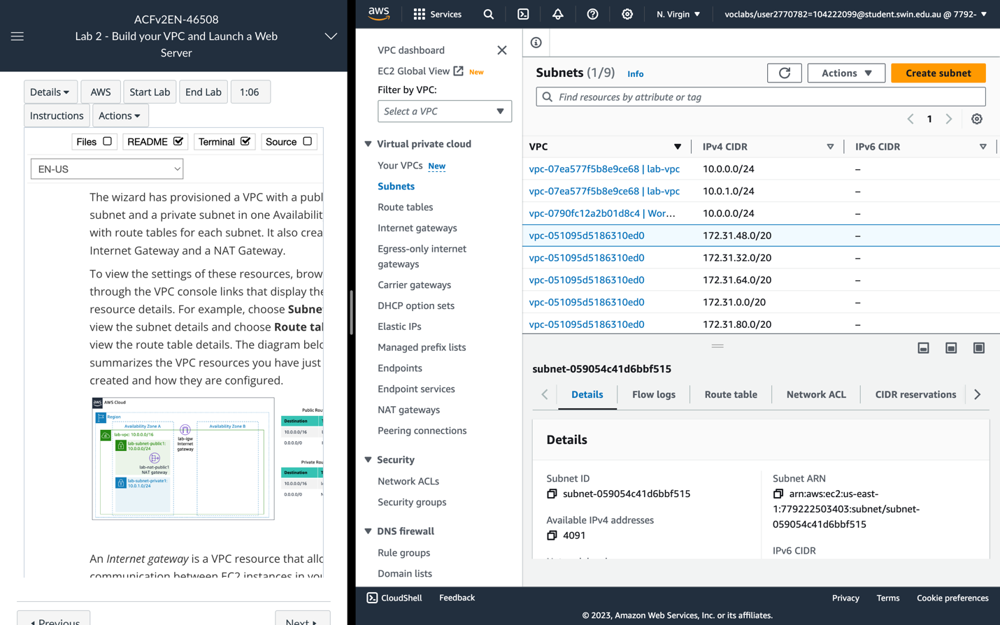 ACFv2EN-46508
Lab 2 - Build your VPC and Launch a Web
Server
Details
AWS
Start Lab
End Lab
1:06
Instructions
Actions
Files
README
Terminal
Source
EN-US
The wizard has provisioned a VPC with a publ
subnet and a private subnet in one Availabilit
with route tables for each subnet. It also crea
Internet Gateway and a NAT Gateway.
To view the settings of these resources, brow
through the VPC console links that display the
resource details. For example, choose Subne
view the subnet details and choose Route tal
view the route table details. The diagram belo
summarizes the VPC resources you have just
created and how they are configured.
aws
AWS Cloud
Region
Availability Zone A
Availability Zone B
lab-vpc: 10.0.0.0/16
lab-subnet-public1:
10.0.0.0/24
lab-igw
Internet
gateway
lab-nat-public1
NAT gateway
lab-subnet-private1:
10.0.1.0/24
Public Rou
Destination
10.0.0.0/16
0.0.0.0/0
Private Rou
Destination
10.0.0.0/16
0.0.0.0/0
An Internet gateway is a VPC resource that allo
communication between EC2 instances in you
Previous
Next
aws
Services
N. Virgin
voclabs/user2770782=104222099@student.swin.edu.au @ 7792-
VPC dashboard
EC2 Global View
New
Filter by VPC:
Select a VPC
Virtual private cloud
Your VPCs
New
Subnets
Route tables
Internet gateways
Egress-only internet
gateways
Carrier gateways
DHCP option sets
Elastic IPs
Managed prefix lists
Endpoints
Endpoint services
NAT gateways
Peering connections
Security
Network ACLs
Security groups
DNS firewall
Rule groups
Domain lists
Subnets (1/9)
Info
Actions
Create subnet
Find resources by attribute or tag
1
VPC
IPv4 CIDR
IPv6 CIDR
vpc-07ea577f5b8e9ce68 | lab-vpc
10.0.0.0/24
–
vpc-07ea577f5b8e9ce68 | lab-vpc
10.0.1.0/24
–
vpc-0790fc12a2b01d8c4 | Wor...
10.0.0.0/24
–
vpc-051095d5186310ed0
172.31.48.0/20
–
vpc-051095d5186310ed0
172.31.32.0/20
–
vpc-051095d5186310ed0
172.31.64.0/20
–
vpc-051095d5186310ed0
172.31.0.0/20
–
vpc-051095d5186310ed0
172.31.80.0/20
–
subnet-059054c41d6bbf515
Details
Flow logs
Route table
Network ACL
CIDR reservations
Details
Subnet ID
subnet-059054c41d6bbf515
Available IPv4 addresses
4091
Subnet ARN
arn:aws:ec2:us-east-
1:779222503403:subnet/subnet-
059054c41d6bbf515
IPv6 CIDR
CloudShell
Feedback
Privacy
Terms
Cookie preferences
© 2023, Amazon Web Services, Inc. or its affiliates.